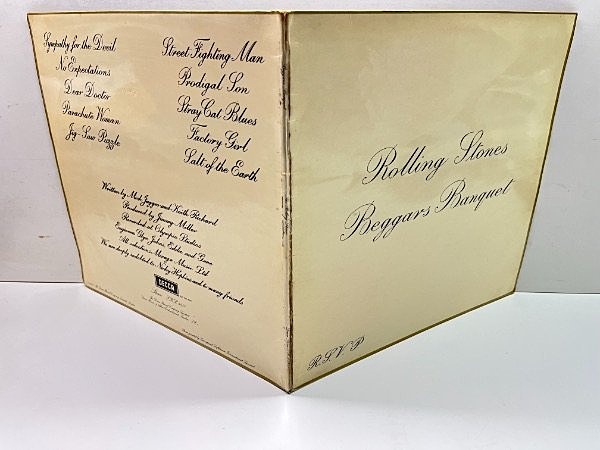 Sympathy for the Devil
No Expectations
Dear Doctor
Parachute Woman
Jig-Saw Puzzle
Street Fighting Man
Prodigal Son
Stray Cat Blues
Factory Girl
Salt of the Earth
Written by Mick Jagger and Keith Richard
Produced by Jimmy Miller
Recorded at Olympic Studios
Engineers Glyn Johns, Eddie and Gene
All selections Mirage Music Ltd
We are deeply indebted to Nicky Hopkins and to many friends
DECCA
Rolling Stones
Beggars Banquet
R.S.V.P.